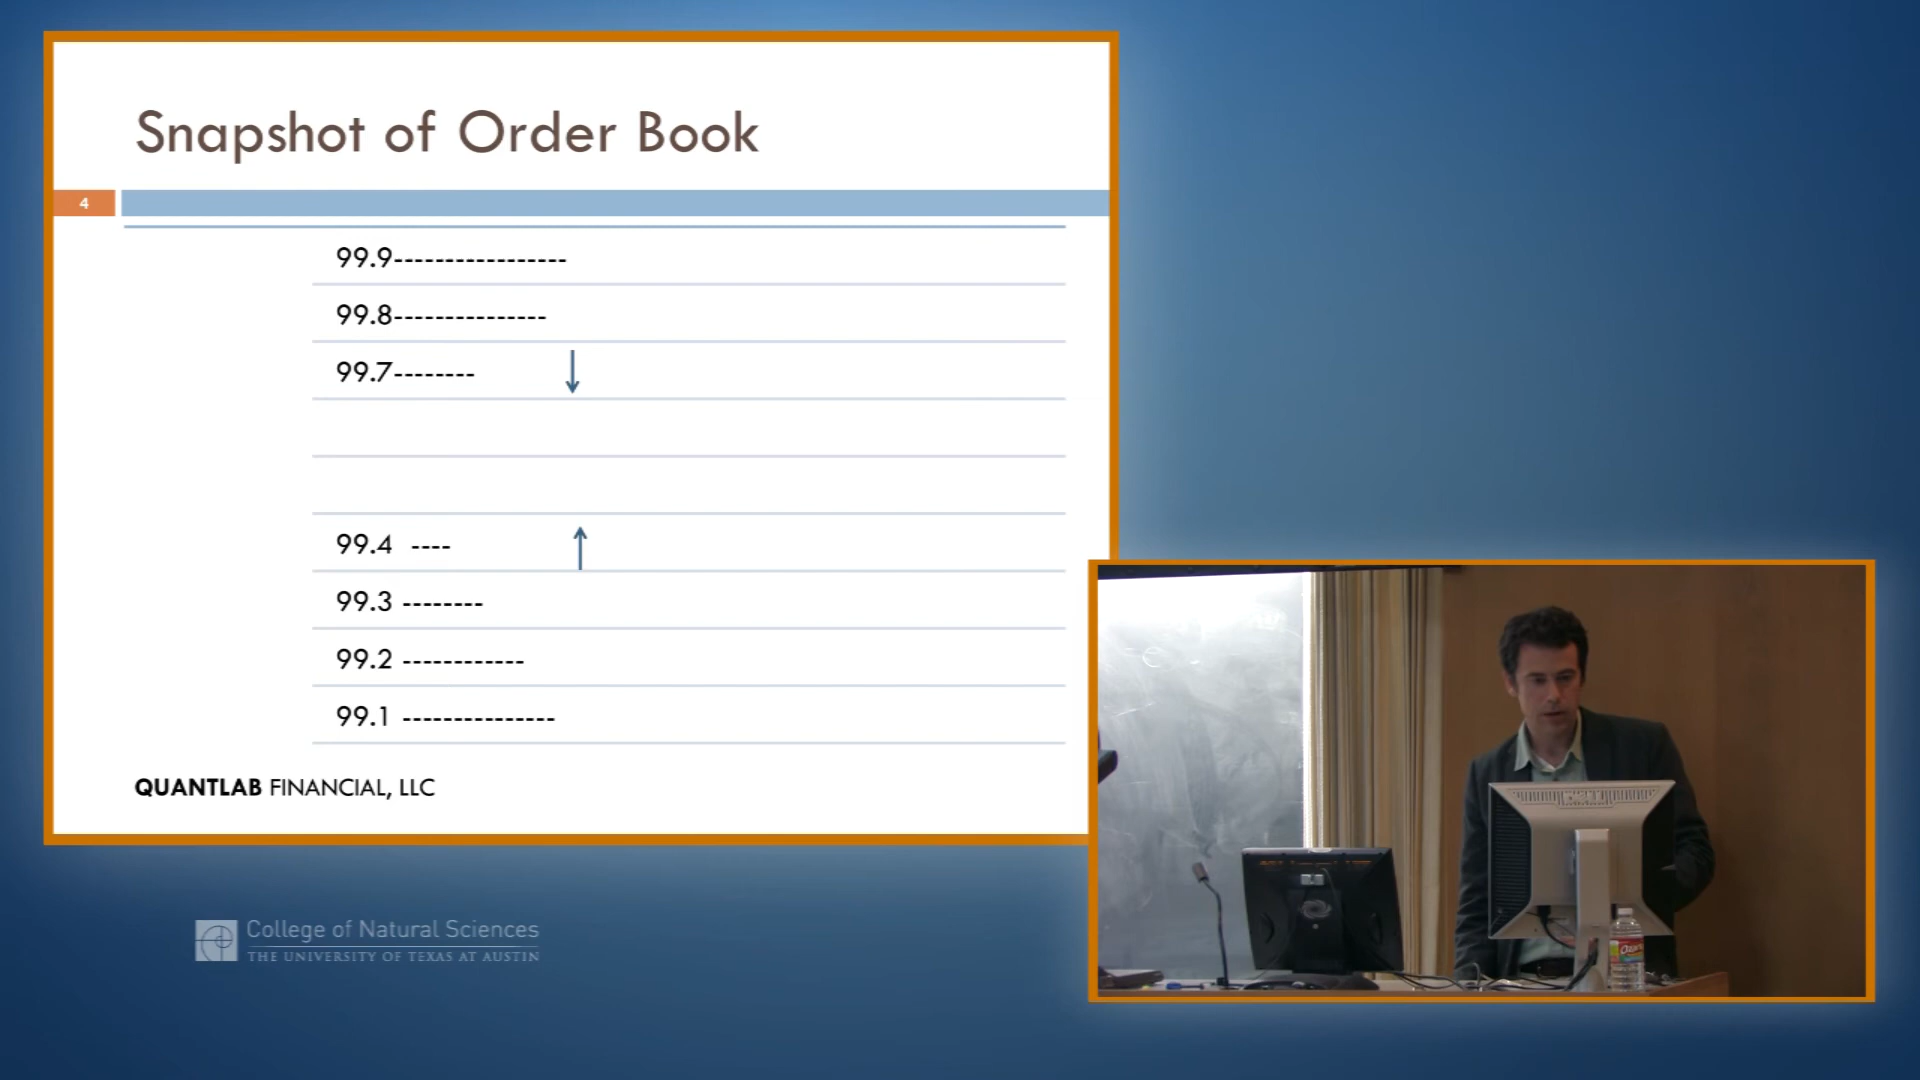 Snapshot of Order Book
4
99.9-----------------
99.8---------------
99.7--------
99.4 ----
99.3 --------
99.2 ------------
99.1 ---------------
QUANTLAB FINANCIAL, LLC
College of Natural Sciences
THE UNIVERSITY OF TEXAS AT AUSTIN